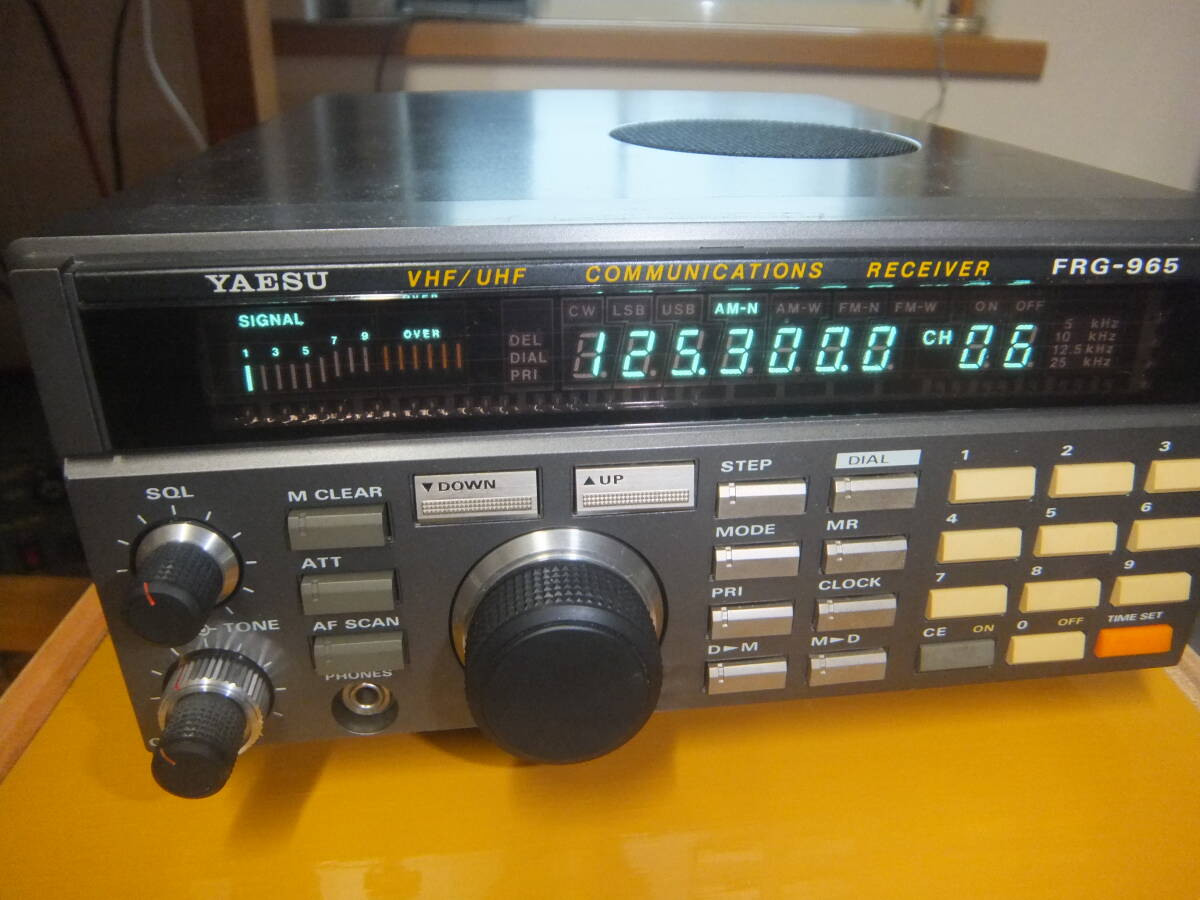 YAESU VHF/UHF COMMUNICATIONS RECEIVER FRG-965
OVER
SIGNAL
1 3 5 7 9 OVER
DEL
DIAL
PRI
CW LSB USB AM-N AM-W FM-N FM-W ON OFF
125.300.0 CH 06
5 kHz
10 kHz
12.5 kHz
25 kHz
SQL
M CLEAR
▼DOWN
▲UP
STEP
DIAL
1 2 3
ATT
MODE
MR
4 5 6
TONE
AF SCAN
PRI
CLOCK
7 8 9
PHONES
D►M
M►D
CE ON 0 OFF TIME SET